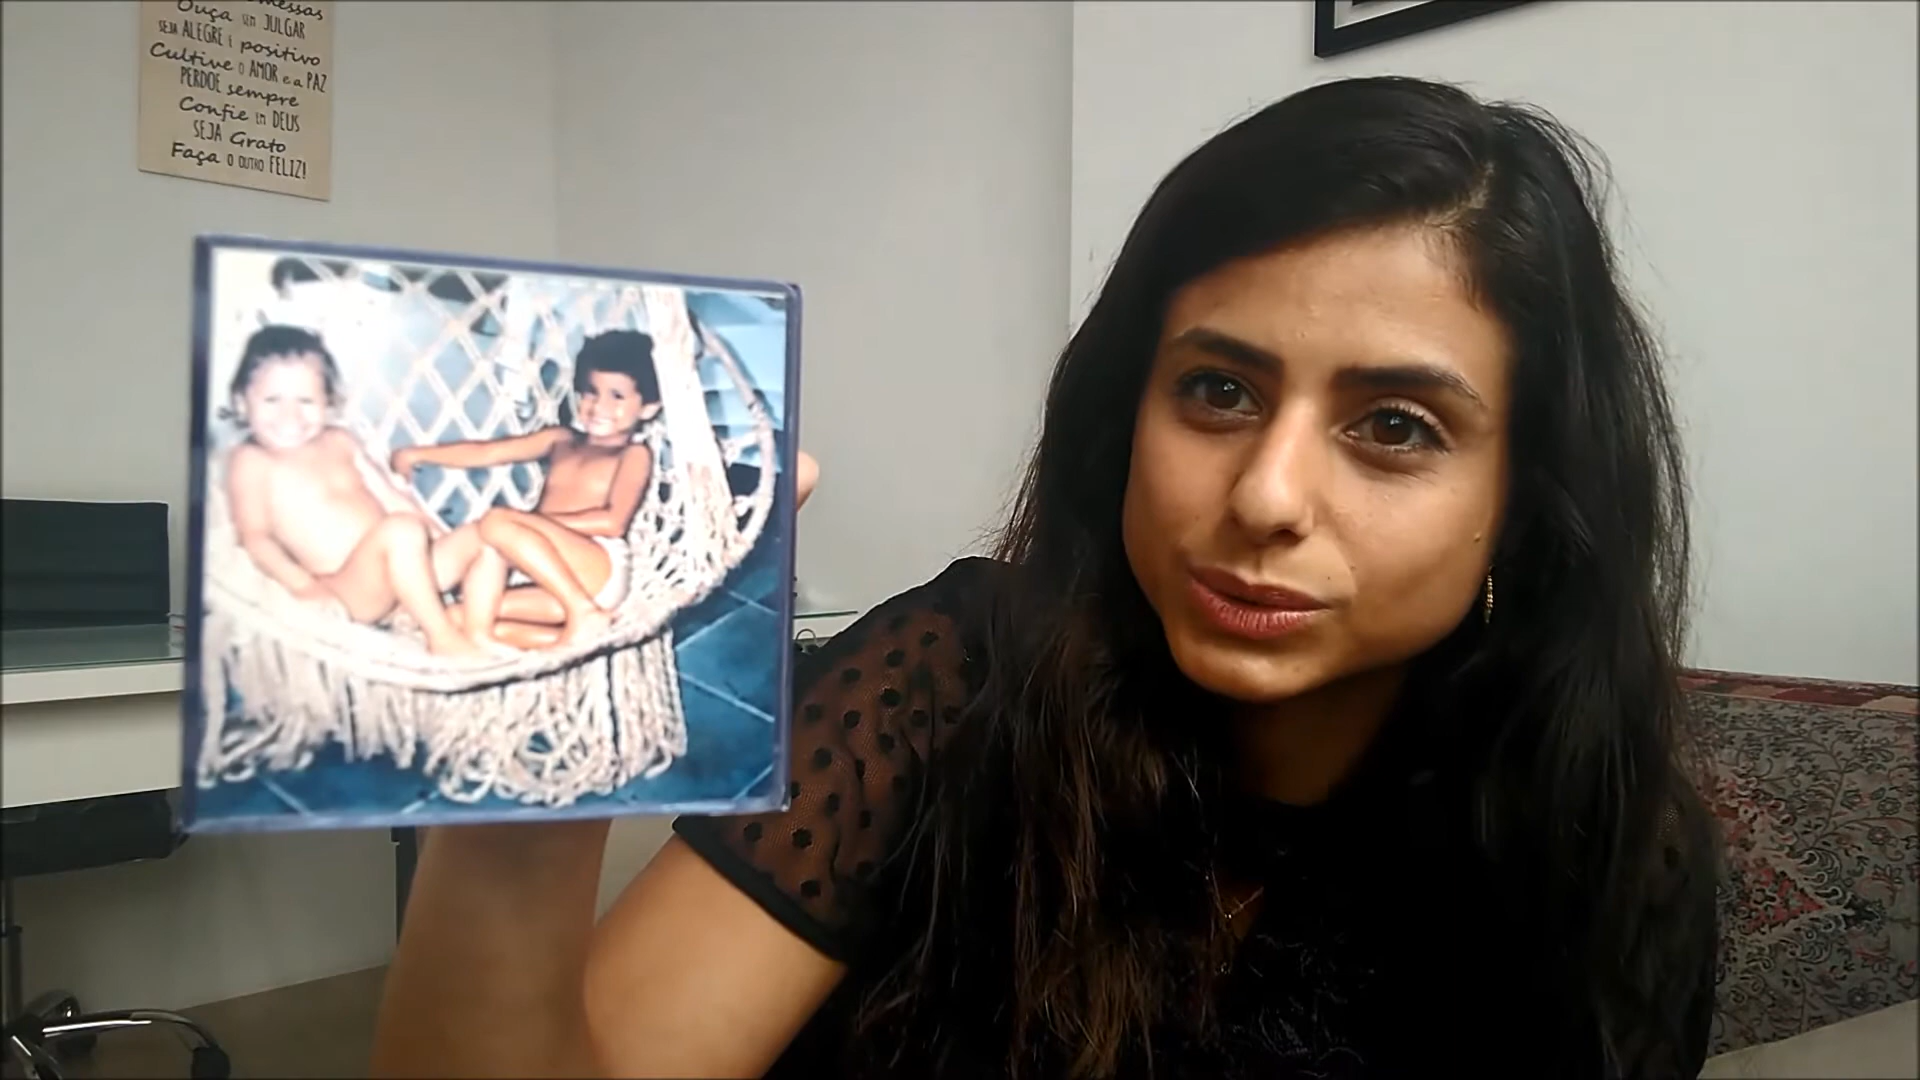 Ouça sem JULGAR
SEJA ALEGRE E positivo
Cultive O AMOR e a PAZ
PERDOE sempre
Confie em DEUS
SEJA Grato
Faça O OUTRO FELIZ!